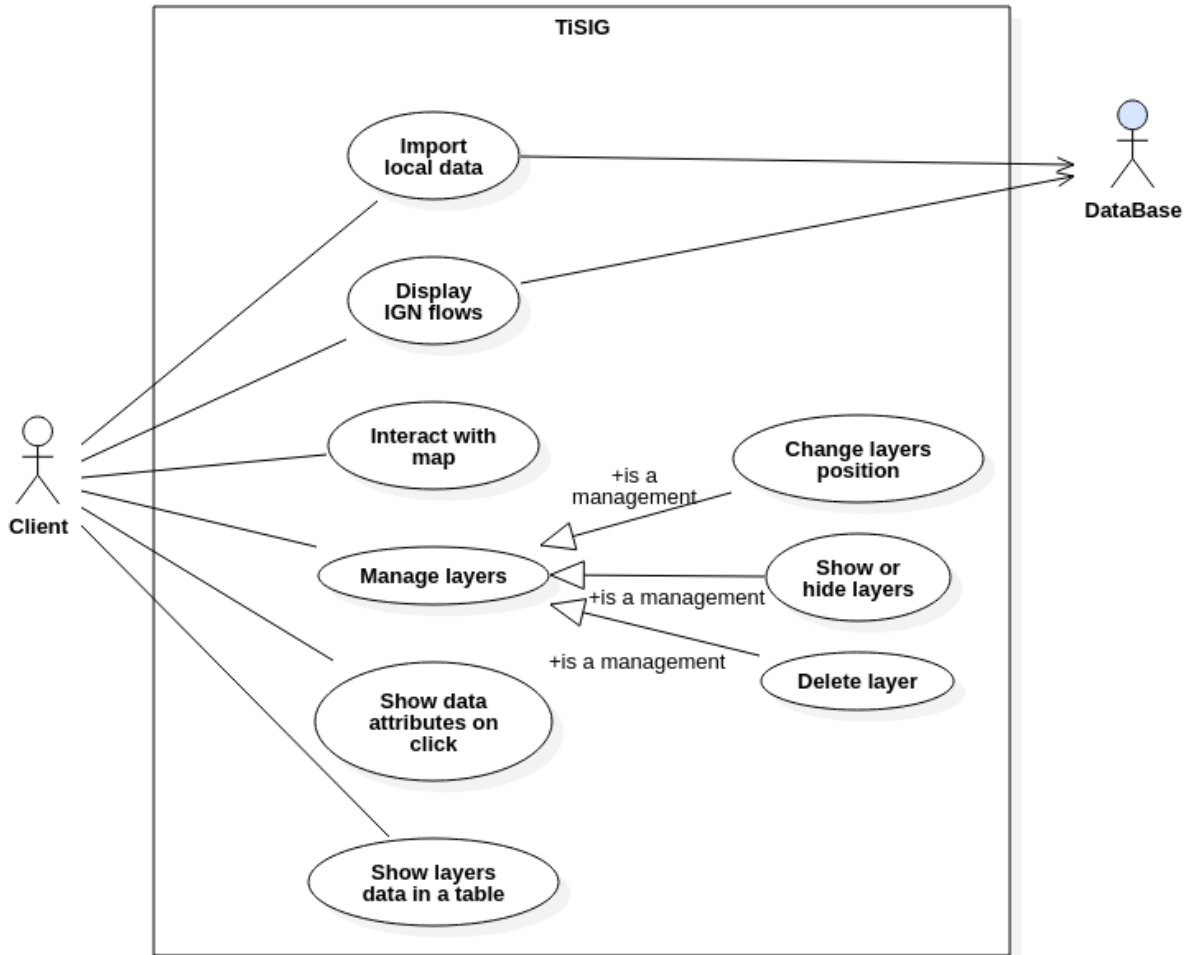 TiSIG
Import
local data
DataBase
Display
IGN flows
Interact with
map
Change layers
position
+is a
management
Client
Manage layers
Show or
hide layers
+is a management
+is a management
Delete layer
Show data
attributes on
click
Show layers
data in a table